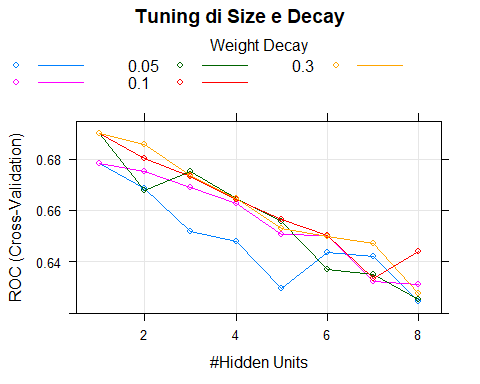 Tuning di Size e Decay
Weight Decay
0.05
0.3
0.1
ROC (Cross-Validation)
0.68
0.66
0.64
2
4
6
8
#Hidden Units